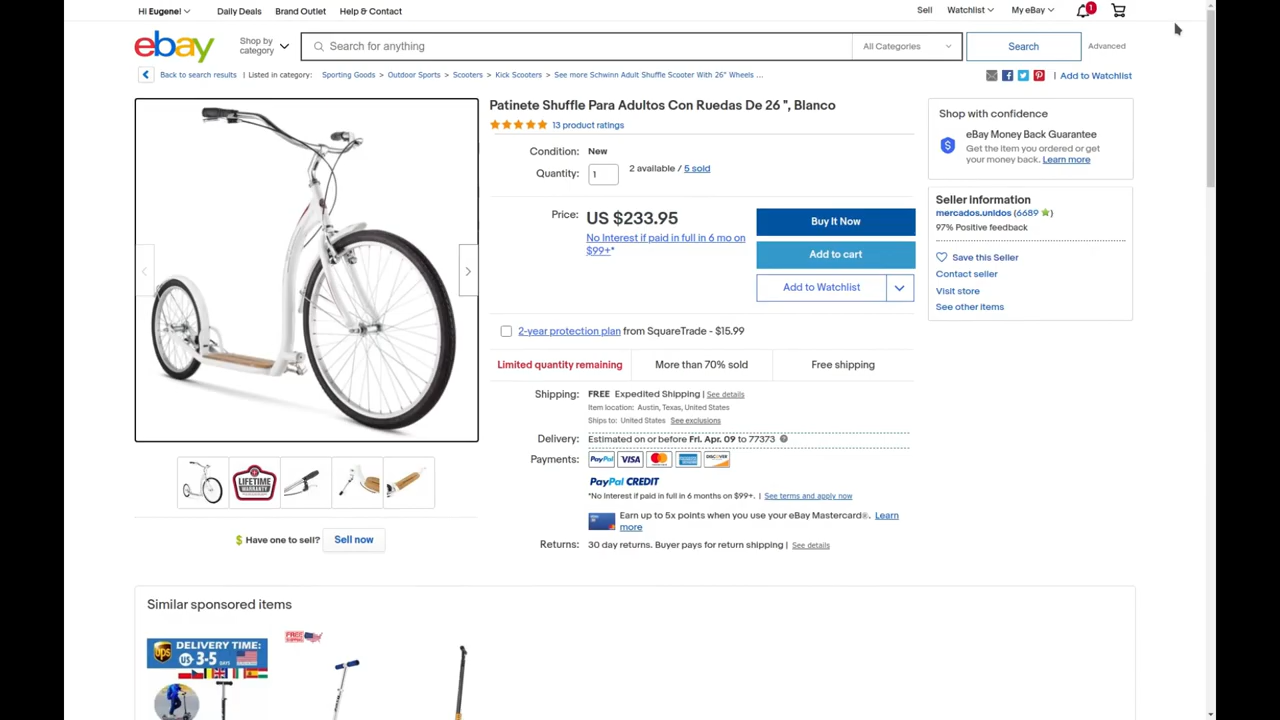 Hi Eugene!
Daily Deals
Brand Outlet
Help & Contact
Sell
Watchlist
My eBay
1
ebay
Shop by category
Search for anything
All Categories
Search
Advanced
Back to search results | Listed in category: Sporting Goods > Outdoor Sports > Scooters > Kick Scooters > See more Schwinn Adult Shuffle Scooter With 26" Wheels ...
Add to Watchlist
Patinete Shuffle Para Adultos Con Ruedas De 26 ", Blanco
13 product ratings
Condition: New
Quantity: 1 2 available / 5 sold
Price: US $233.95
No Interest if paid in full in 6 mo on
$99+*
Buy It Now
Add to cart
Add to Watchlist
2-year protection plan from SquareTrade - $15.99
Limited quantity remaining
More than 70% sold
Free shipping
Shipping: FREE Expedited Shipping | See details
Item location: Austin, Texas, United States
Ships to: United States See exclusions
Delivery: Estimated on or before Fri. Apr. 09 to 77373
Payments: PayPal VISA
PayPal CREDIT
*No Interest if paid in full in 6 months on $99+. | See terms and apply now
Earn up to 5x points when you use your eBay Mastercard®. Learn
more
Returns: 30 day returns. Buyer pays for return shipping | See details
Shop with confidence
eBay Money Back Guarantee
Get the item you ordered or get
your money back. Learn more
Seller information
mercados.unidos (6689)
97% Positive feedback
Save this Seller
Contact seller
Visit store
See other items
LIFETIME
WARRANTY
Have one to sell? Sell now
Similar sponsored items
UPS
DELIVERY TIME:
3-5
DAYS
FREE